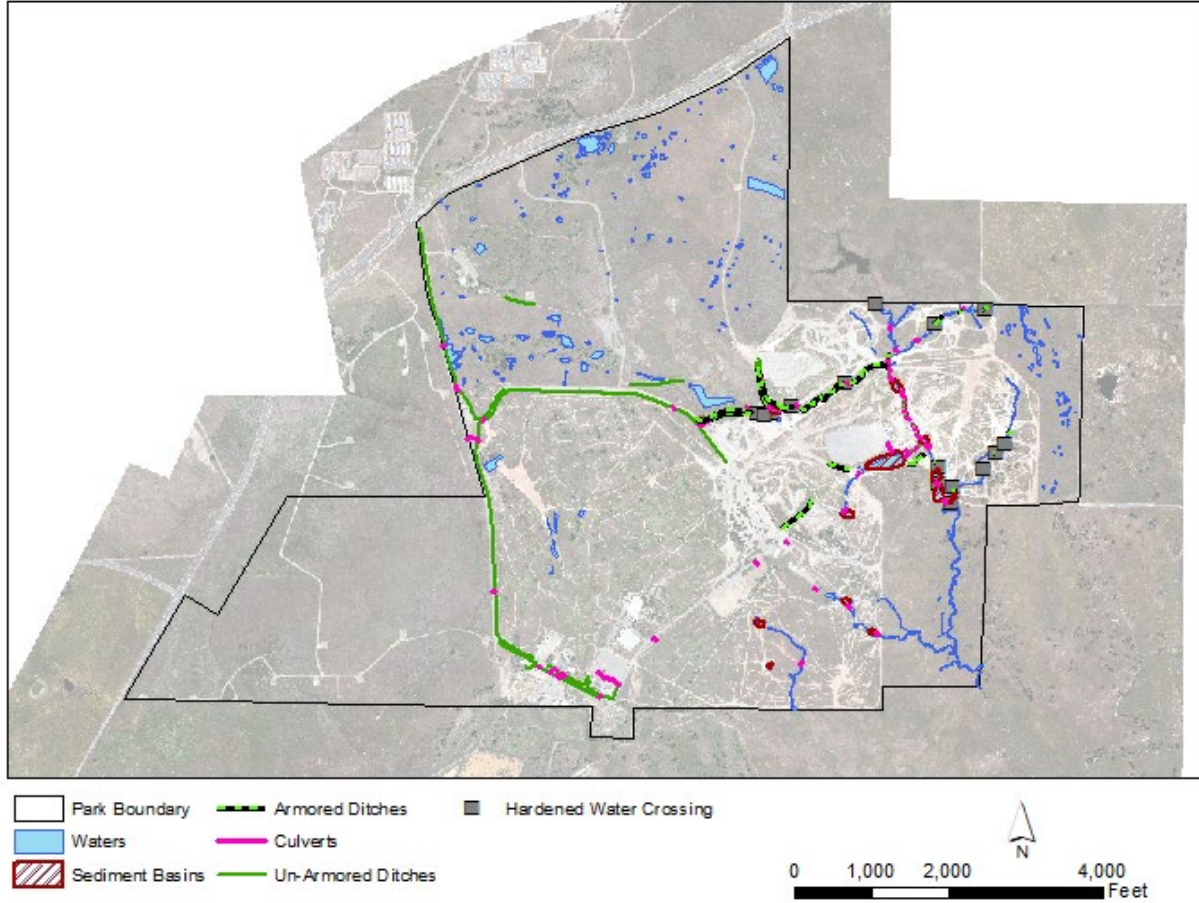 Park Boundary
Armored Ditches
Hardened Water Crossing
Waters
Culverts
Sediment Basins
Un-Armored Ditches
N
0 1,000 2,000 4,000
Feet